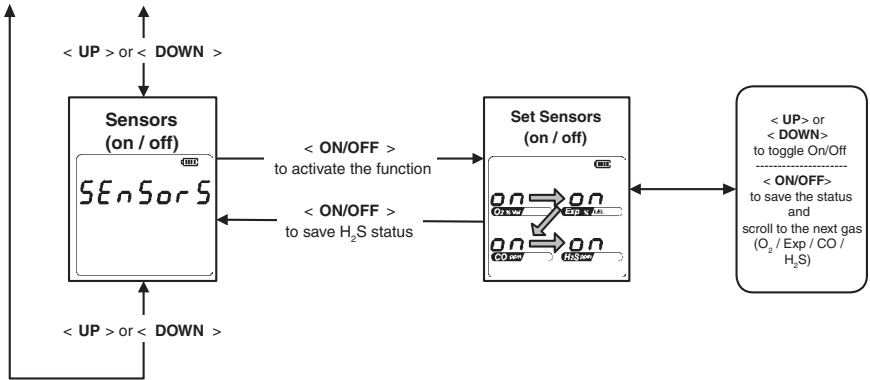 < UP > or < DOWN >
Sensors
(on / off)
SEnSorS
< UP > or < DOWN >
< ON/OFF >
to activate the function
< ON/OFF >
to save H₂S status
Set Sensors
(on / off)
on on
O₂ % Vol Exp % LEL
on on
CO ppm H₂S ppm
< UP> or
< DOWN>
to toggle On/Off
----------------------
< ON/OFF>
to save the status
and
scroll to the next gas
(O₂ / Exp / CO /
H₂S)